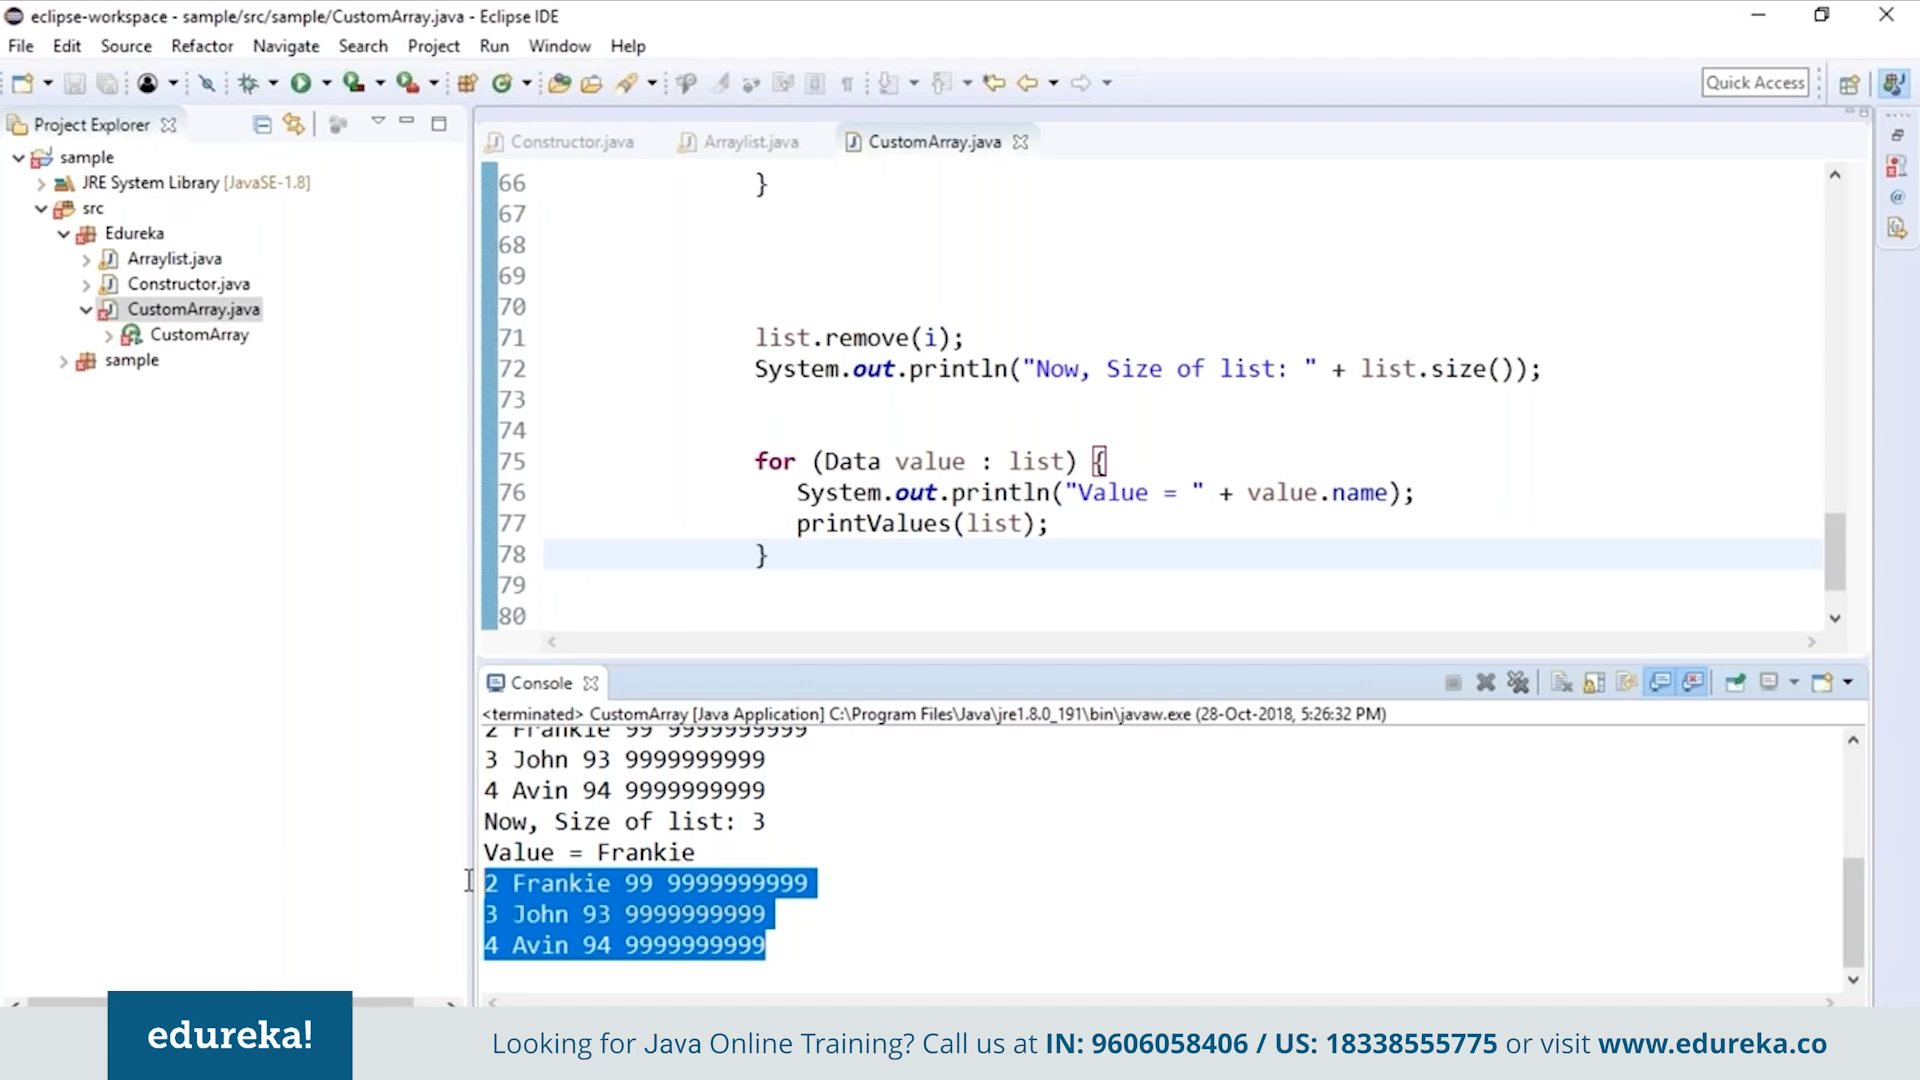 eclipse-workspace - sample/src/sample/CustomArray.java - Eclipse IDE
File Edit Source Refactor Navigate Search Project Run Window Help
Quick Access
Project Explorer
sample
JRE System Library [JavaSE-1.8]
src
Edureka
Arraylist.java
Constructor.java
CustomArray.java
CustomArray
sample
Constructor.java Arraylist.java CustomArray.java
66 }
67
68
69
70
71 list.remove(i);
72 System.out.println("Now, Size of list: " + list.size());
73
74
75 for (Data value : list) {
76 System.out.println("Value = " + value.name);
77 printValues(list);
78 }
79
80
Console
<terminated> CustomArray [Java Application] C:\Program Files\Java\jre1.8.0_191\bin\javaw.exe (28-Oct-2018, 5:26:32 PM)
2 Frankie 99 9999999999
3 John 93 9999999999
4 Avin 94 9999999999
Now, Size of list: 3
Value = Frankie
2 Frankie 99 9999999999
3 John 93 9999999999
4 Avin 94 9999999999
edureka!
Looking for Java Online Training? Call us at IN: 9606058406 / US: 18338555775 or visit www.edureka.co